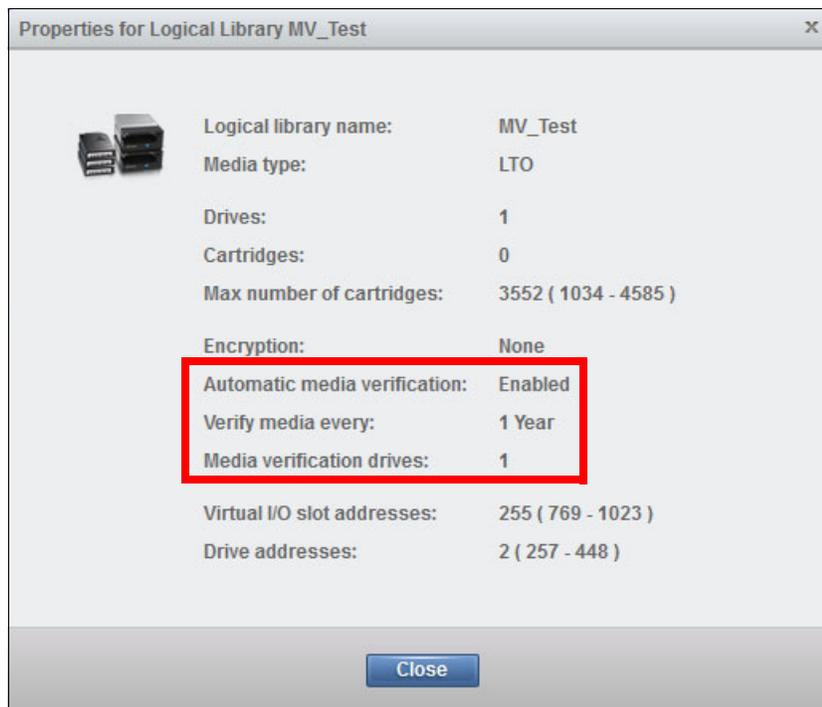 Properties for Logical Library MV_Test x
Logical library name: MV_Test
Media type: LTO
Drives: 1
Cartridges: 0
Max number of cartridges: 3552 ( 1034 - 4585 )
Encryption: None
Automatic media verification: Enabled
Verify media every: 1 Year
Media verification drives: 1
Virtual I/O slot addresses: 255 ( 769 - 1023 )
Drive addresses: 2 ( 257 - 448 )
Close